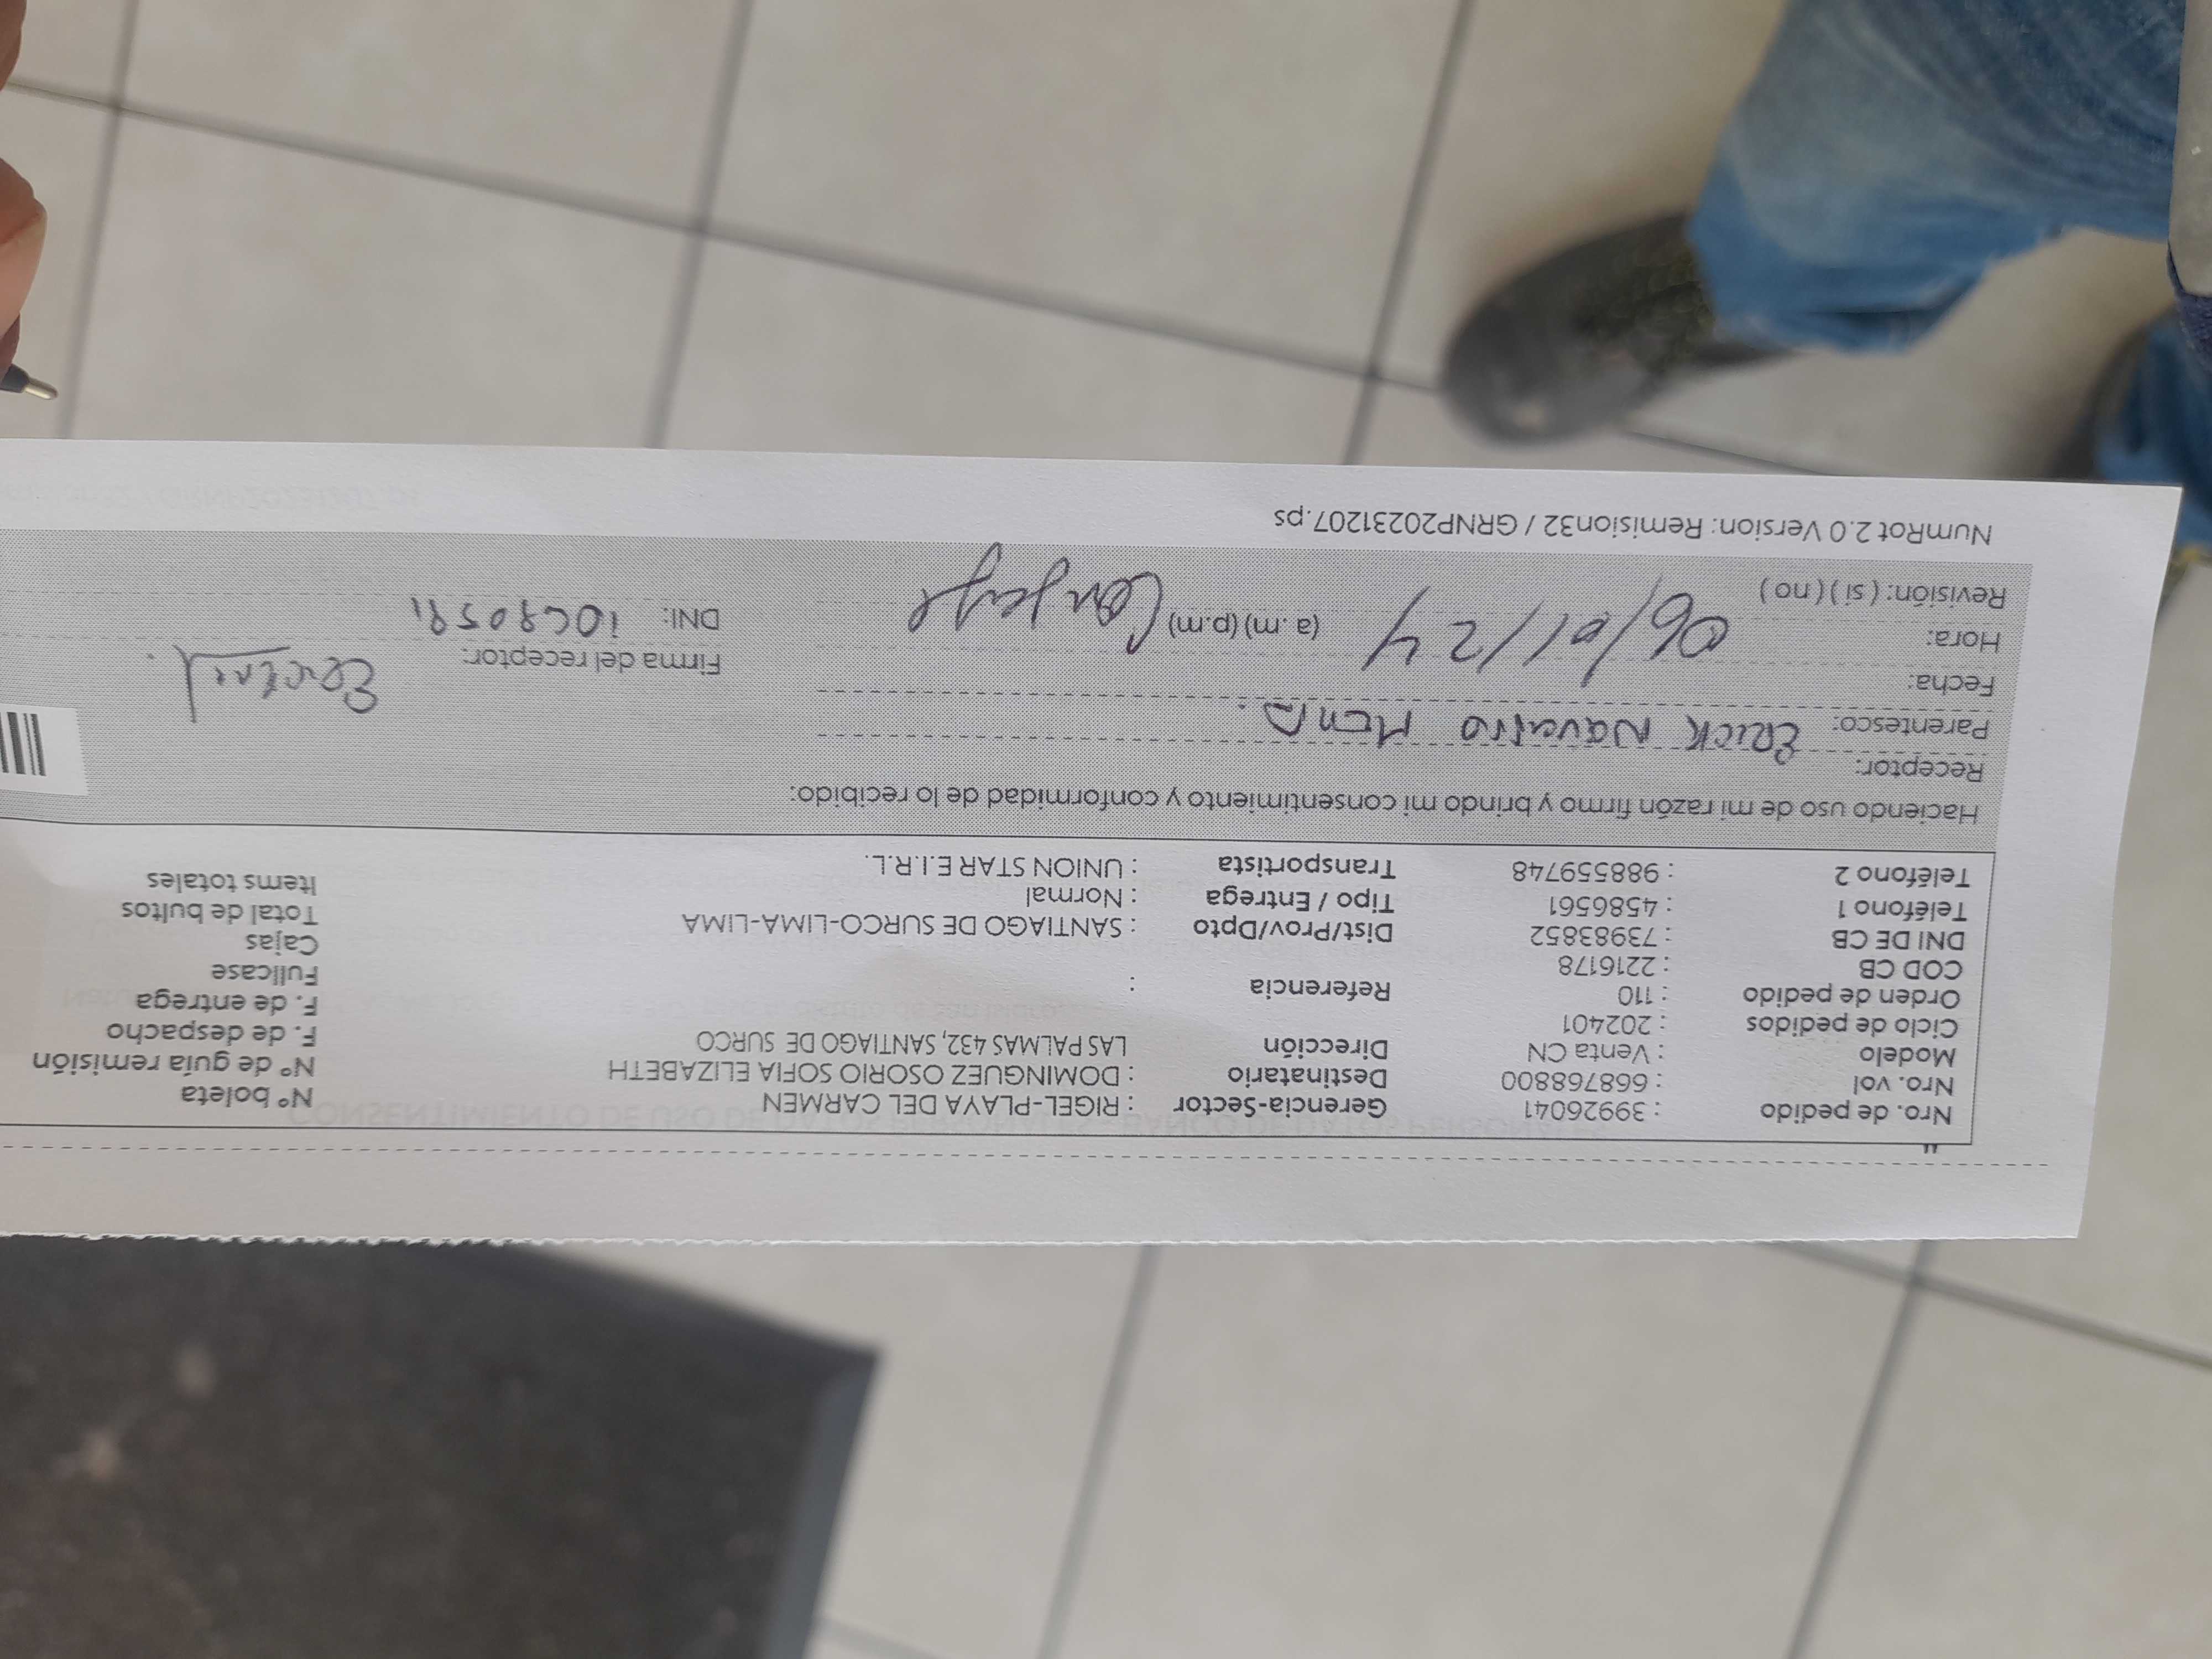 Nro. de pedido : 39926041 Gerencia-Sector : RIGEL-PLAYA DEL CARMEN Nº boleta
Nro. vol : 668768800 Destinatario : DOMINGUEZ OSORIO SOFIA ELIZABETH Nº de guía remisión
Modelo : Venta CN Dirección LAS PALMAS 432, SANTIAGO DE SURCO F. de despacho
Ciclo de pedidos : 202401 F. de entrega
Orden de pedido : 110 Referencia : Fullcase
COD CB : 2216178 Cajas
DNI DE CB : 73983852 Dist/Prov/Dpto : SANTIAGO DE SURCO-LIMA-LIMA Total de bultos
Teléfono 1 : 4586561 Tipo / Entrega : Normal Items totales
Teléfono 2 : 988559748 Transportista : UNION STAR E.I.R.L.
Haciendo uso de mi razón firmo y brindo mi consentimiento y conformidad de lo recibido:
Receptor:
Parentesco: ERICK Navarro MENA.
Fecha:
Hora: 06/01/24 (a. m) (p.m) Firma del receptor:
Revisión: ( si ) ( no ) DNI: 10680591
NumRot 2.0 Version: Remision32 / GRNP20231207.ps